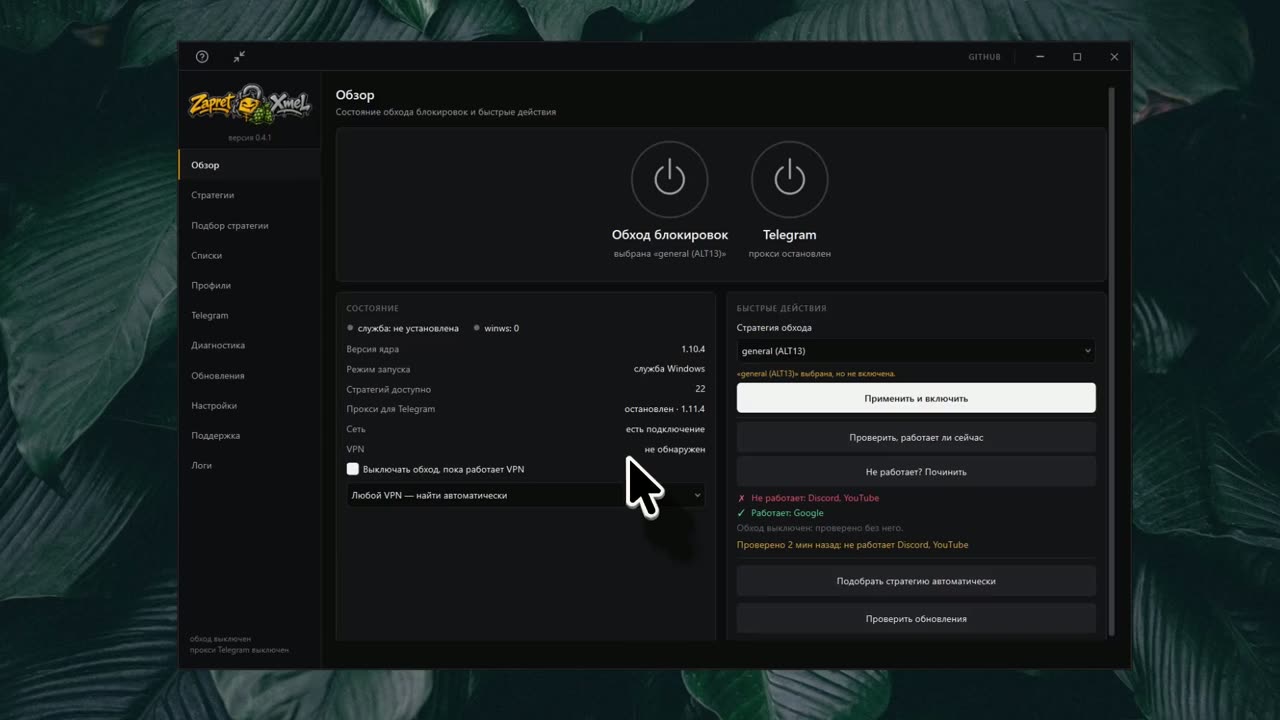 GITHUB
Zapret XmeL
версия 0.4.1
Обзор
Стратегии
Подбор стратегии
Списки
Профили
Telegram
Диагностика
Обновления
Настройки
Поддержка
Логи
обход выключен
прокси Telegram выключен
Обзор
Состояние обхода блокировок и быстрые действия
Обход блокировок
выбрана «general (ALT13)»
Telegram
прокси остановлен
СОСТОЯНИЕ
служба: не установлена winws: 0
Версия ядра 1.10.4
Режим запуска служба Windows
Стратегий доступно 22
Прокси для Telegram остановлен · 1.11.4
Сеть есть подключение
VPN не обнаружен
Выключать обход, пока работает VPN
Любой VPN — найти автоматически
БЫСТРЫЕ ДЕЙСТВИЯ
Стратегия обхода
general (ALT13)
«general (ALT13)» выбрана, но не включена.
Применить и включить
Проверить, работает ли сейчас
Не работает? Починить
✗ Не работает: Discord, YouTube
✓ Работает: Google
Обход выключен: проверено без него.
Проверено 2 мин назад: не работает Discord, YouTube
Подобрать стратегию автоматически
Проверить обновления